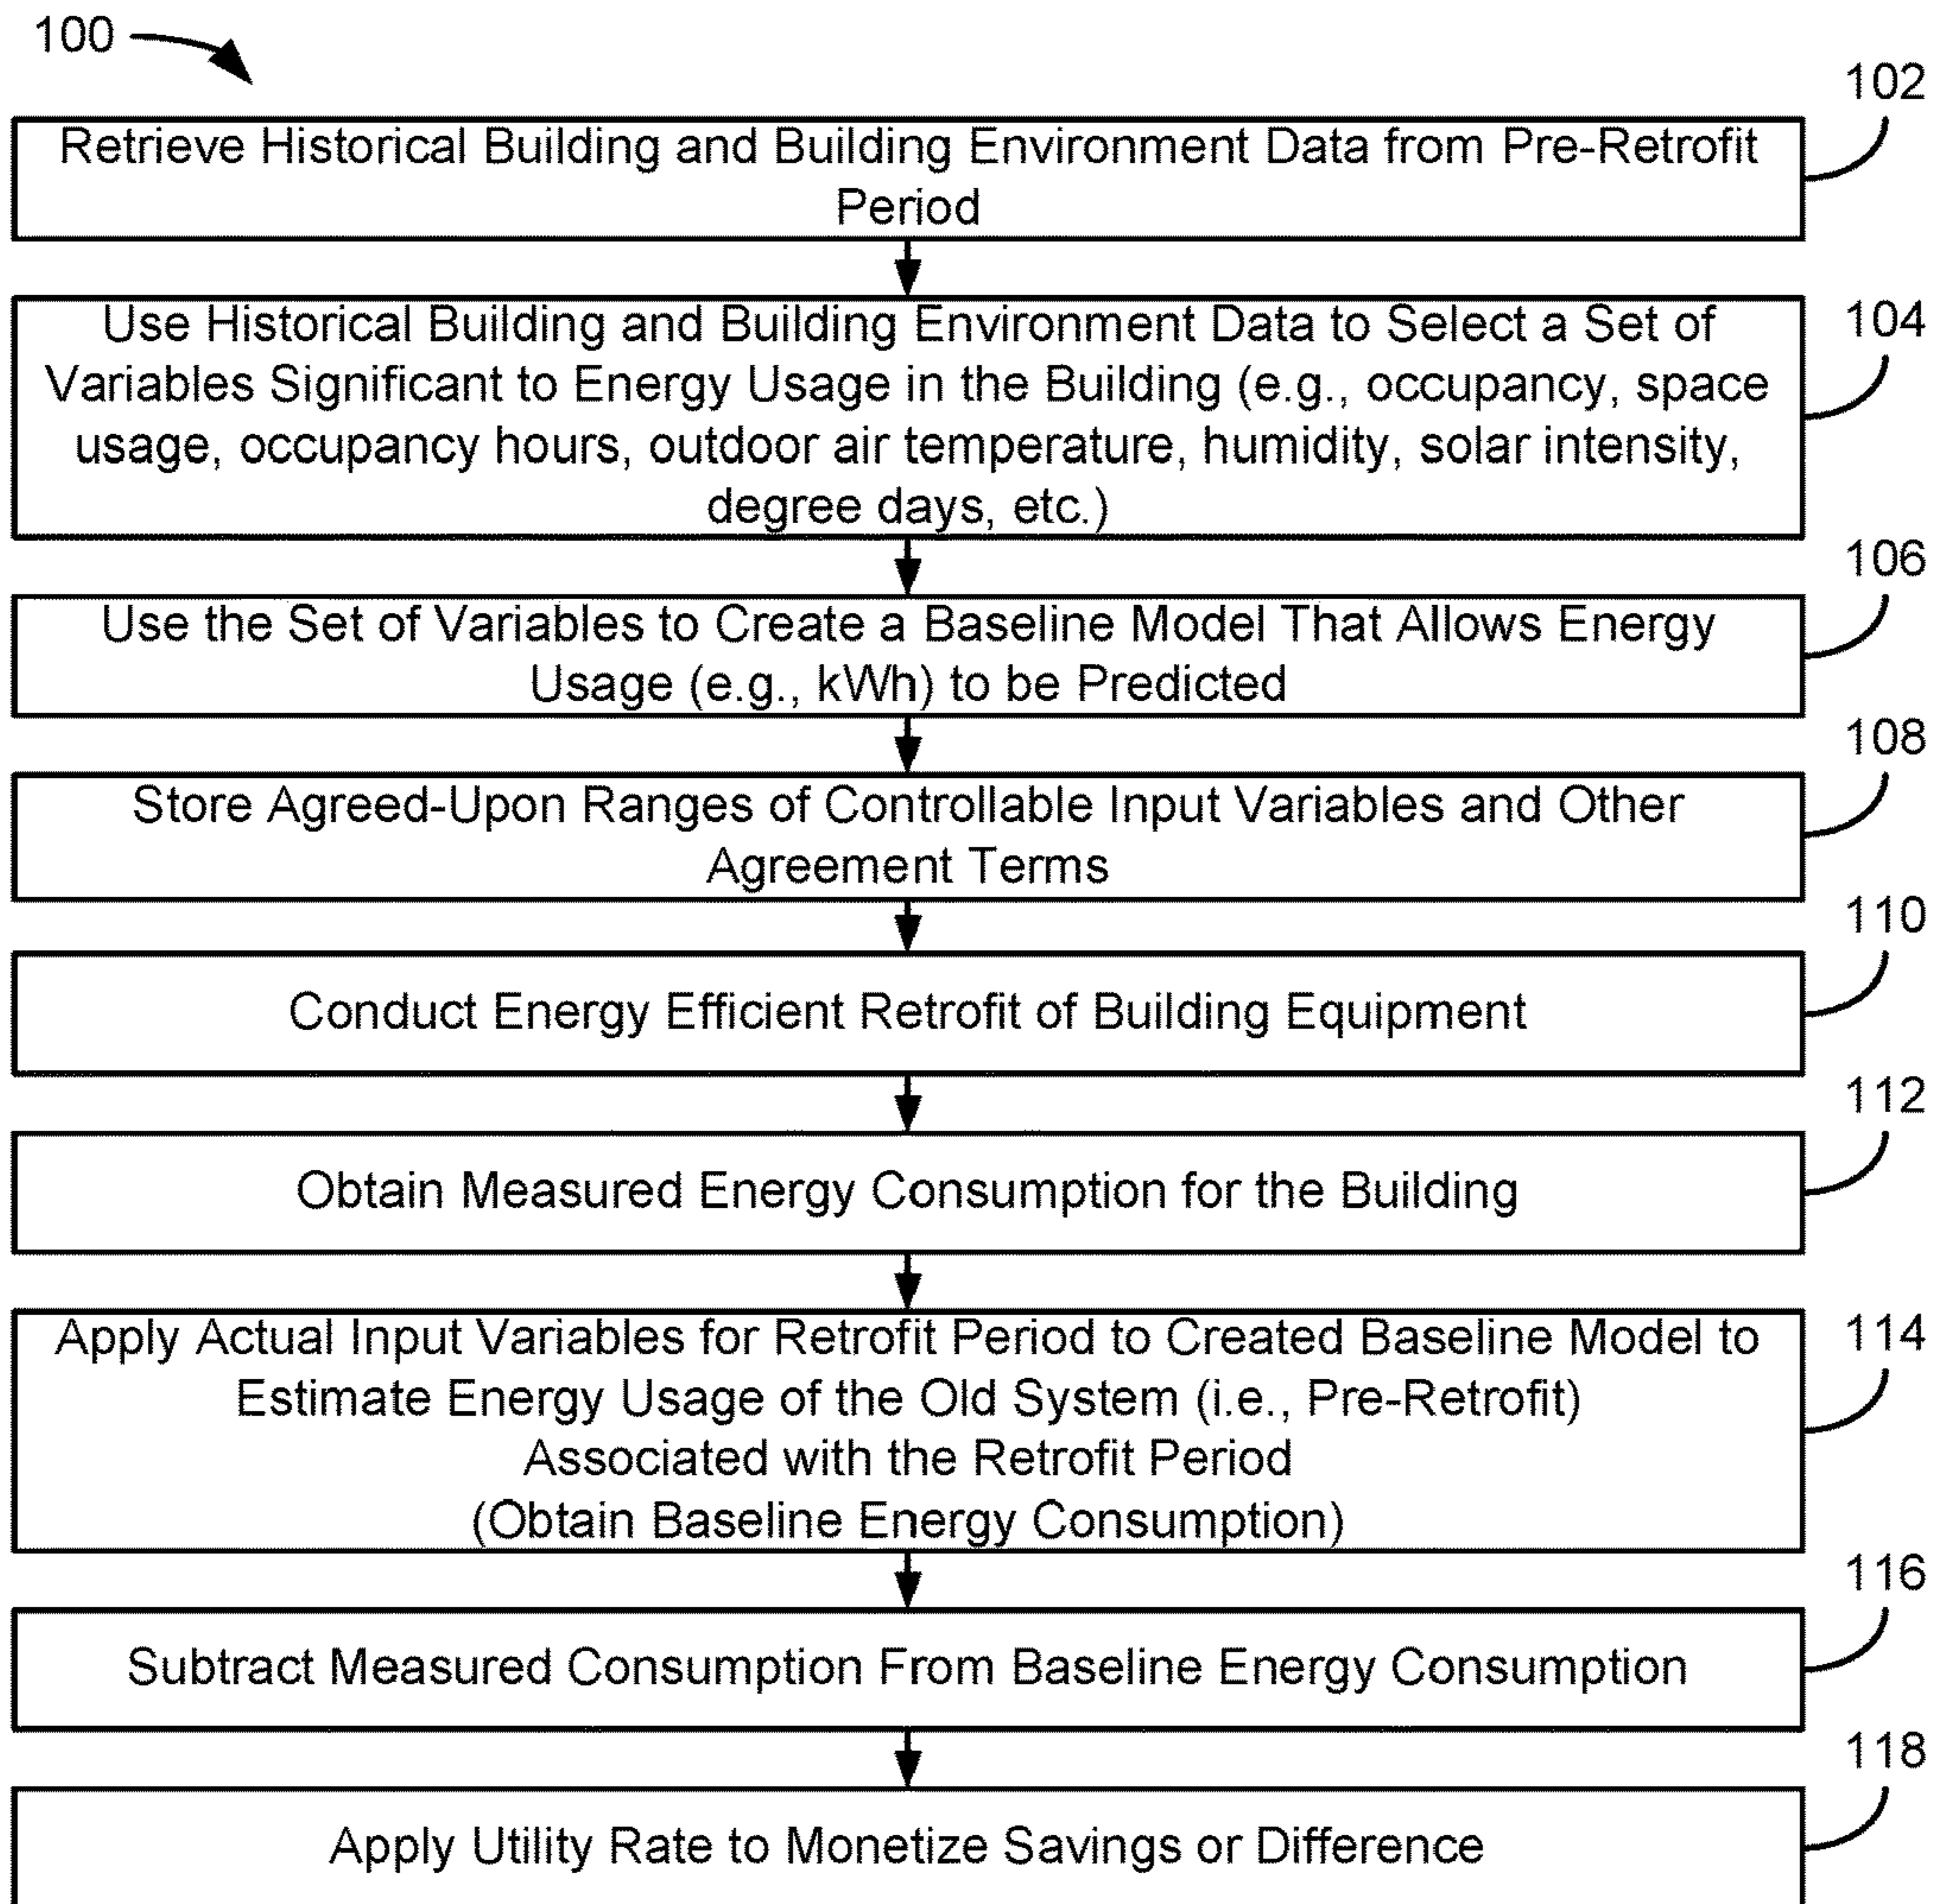 100
102
Retrieve Historical Building and Building Environment Data from Pre-Retrofit
Period
104
Use Historical Building and Building Environment Data to Select a Set of
Variables Significant to Energy Usage in the Building (e.g., occupancy, space
usage, occupancy hours, outdoor air temperature, humidity, solar intensity,
degree days, etc.)
106
Use the Set of Variables to Create a Baseline Model That Allows Energy
Usage (e.g., kWh) to be Predicted
108
Store Agreed-Upon Ranges of Controllable Input Variables and Other
Agreement Terms
110
Conduct Energy Efficient Retrofit of Building Equipment
112
Obtain Measured Energy Consumption for the Building
114
Apply Actual Input Variables for Retrofit Period to Created Baseline Model to
Estimate Energy Usage of the Old System (i.e., Pre-Retrofit)
Associated with the Retrofit Period
(Obtain Baseline Energy Consumption)
116
Subtract Measured Consumption From Baseline Energy Consumption
118
Apply Utility Rate to Monetize Savings or Difference